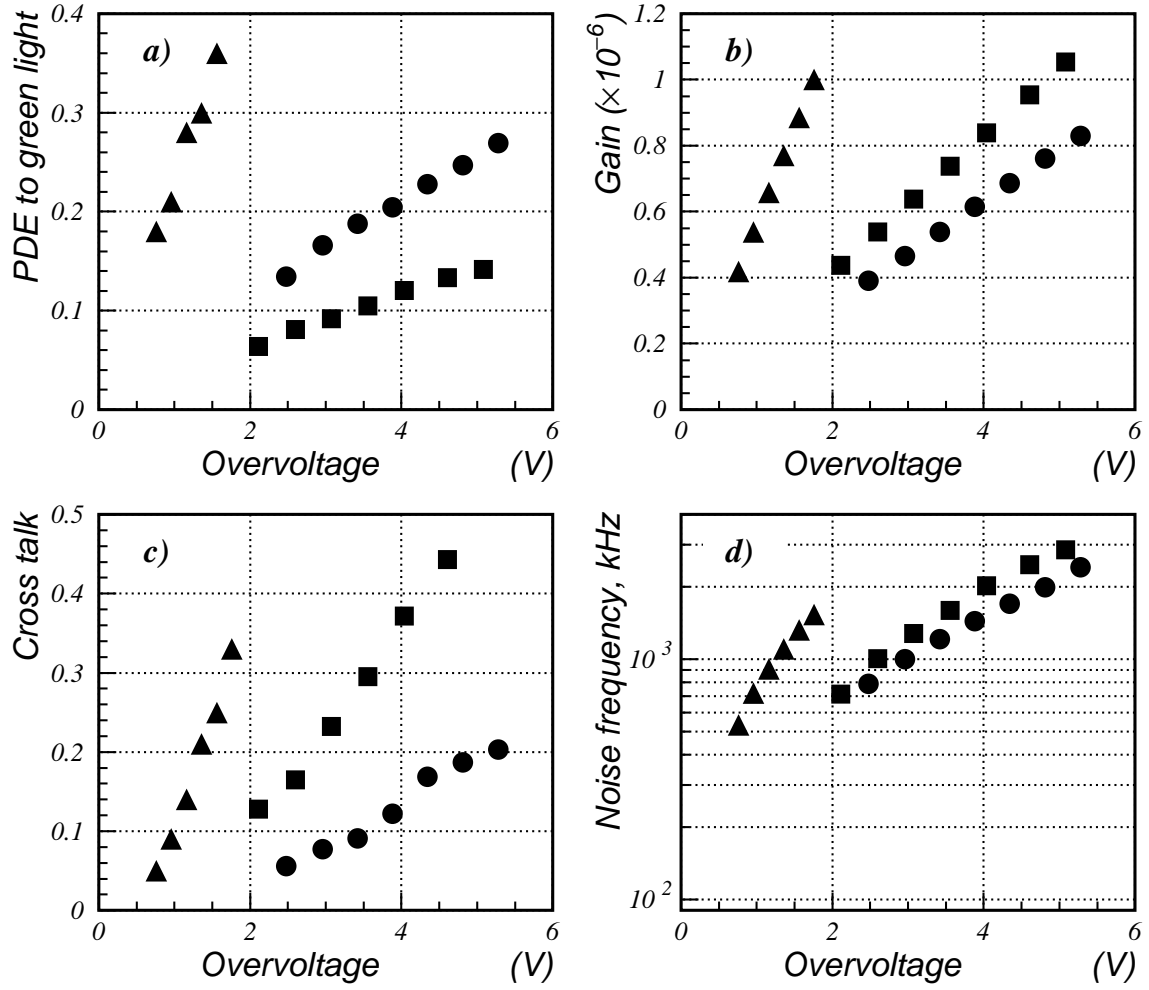 PDE to green light
a)
0.4
0.3
0.2
0.1
0
0 2 4 6
Overvoltage (V)
Gain (×10⁻⁶)
b)
1.2
1
0.8
0.6
0.4
0.2
0
0 2 4 6
Overvoltage (V)
Cross talk
c)
0.5
0.4
0.3
0.2
0.1
0
0 2 4 6
Overvoltage (V)
Noise frequency, kHz
d)
10³
10²
0 2 4 6
Overvoltage (V)